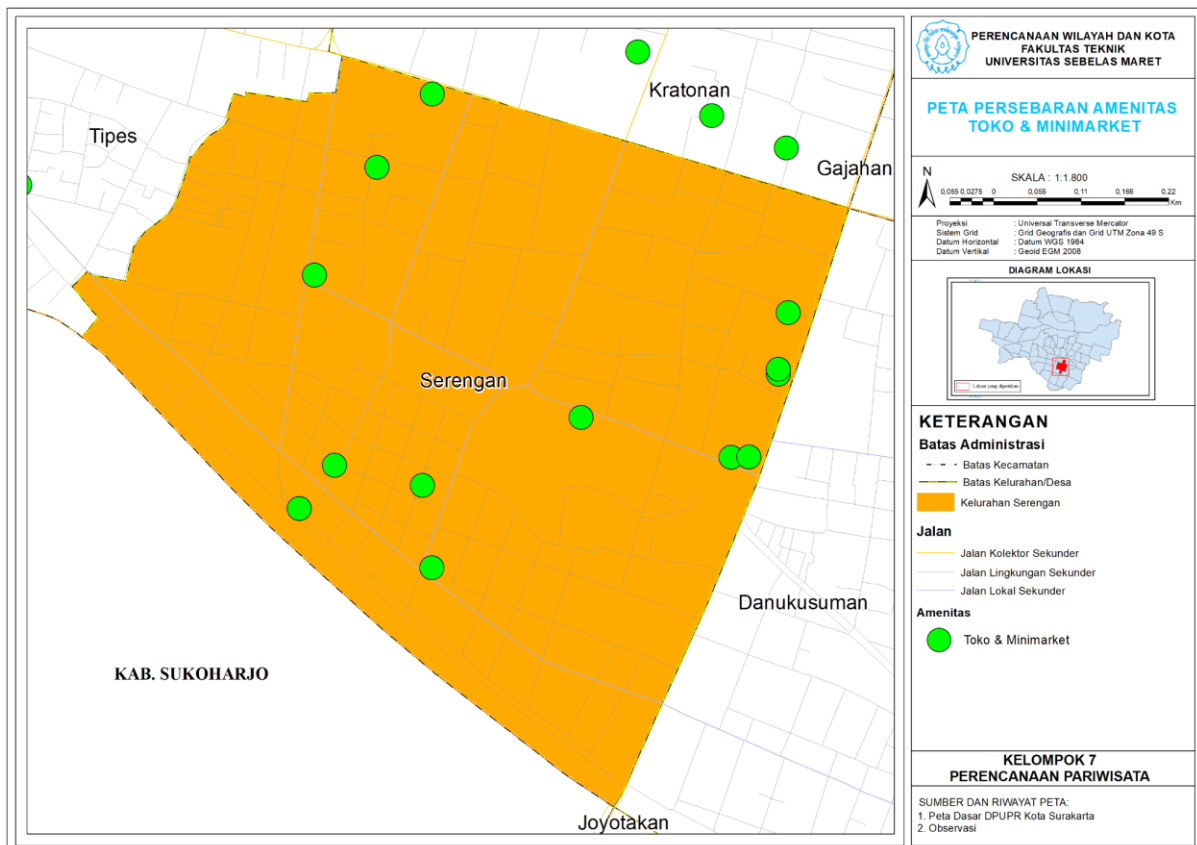 Kratonan
Tipes
Gajahan
Serengan
Danukusuman
KAB. SUKOHARJO
Joyotakan
PERENCANAAN WILAYAH DAN KOTA
FAKULTAS TEKNIK
UNIVERSITAS SEBELAS MARET
PETA PERSEBARAN AMENITAS
TOKO & MINIMARKET
N
SKALA : 1:1.800
0,055 0,0275 0 0,055 0,11 0,165 0,22
Km
Proyeksi : Universal Transverse Mercator
Sistem Grid : Grid Geografis dan Grid UTM Zona 49 S
Datum Horizontal : Datum WGS 1984
Datum Vertikal : Geoid EGM 2008
DIAGRAM LOKASI
KETERANGAN
Batas Administrasi
Batas Kecamatan
Batas Kelurahan/Desa
Kelurahan Serengan
Jalan
Jalan Kolektor Sekunder
Jalan Lingkungan Sekunder
Jalan Lokal Sekunder
Amenitas
Toko & Minimarket
KELOMPOK 7
PERENCANAAN PARIWISATA
SUMBER DAN RIWAYAT PETA:
1. Peta Dasar DPUPR Kota Surakarta
2. Observasi